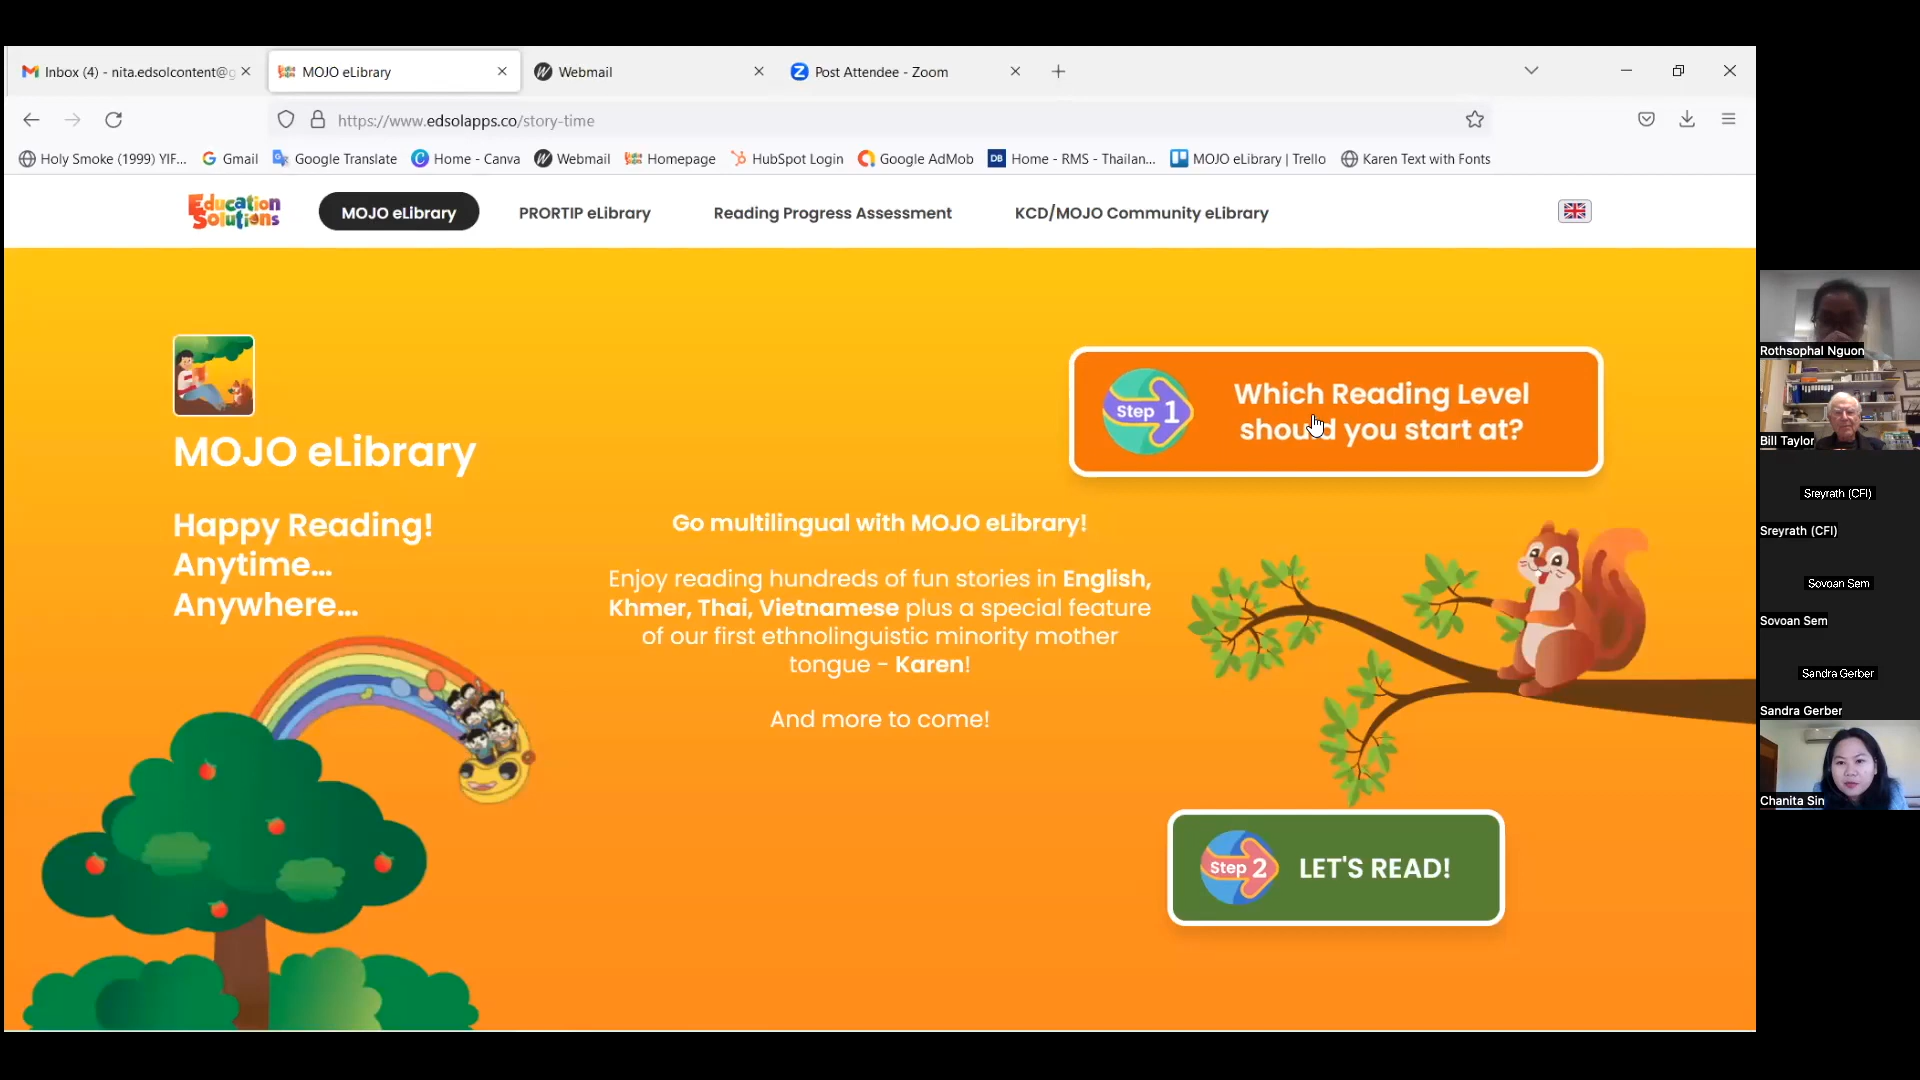 Inbox (4) - nita.edsolcontent@g
MOJO eLibrary
Webmail
Post Attendee - Zoom
https://www.edsolapps.co/story-time
Holy Smoke (1999) YIF...
Gmail
Google Translate
Home - Canva
Webmail
Homepage
HubSpot Login
Google AdMob
DB
Home - RMS - Thailan...
MOJO eLibrary | Trello
Karen Text with Fonts
Education
Solutions
MOJO eLibrary
PRORTIP eLibrary
Reading Progress Assessment
KCD/MOJO Community eLibrary
MOJO eLibrary
Happy Reading!
Anytime...
Anywhere...
Go multilingual with MOJO eLibrary!
Enjoy reading hundreds of fun stories in English,
Khmer, Thai, Vietnamese plus a special feature
of our first ethnolinguistic minority mother
tongue - Karen!
And more to come!
Step 1
Which Reading Level
should you start at?
Step 2
LET'S READ!
Rothsophal Nguon
Bill Taylor
Sreyrath (CFI)
Sreyrath (CFI)
Sovoan Sem
Sovoan Sem
Sandra Gerber
Sandra Gerber
Chanita Sin